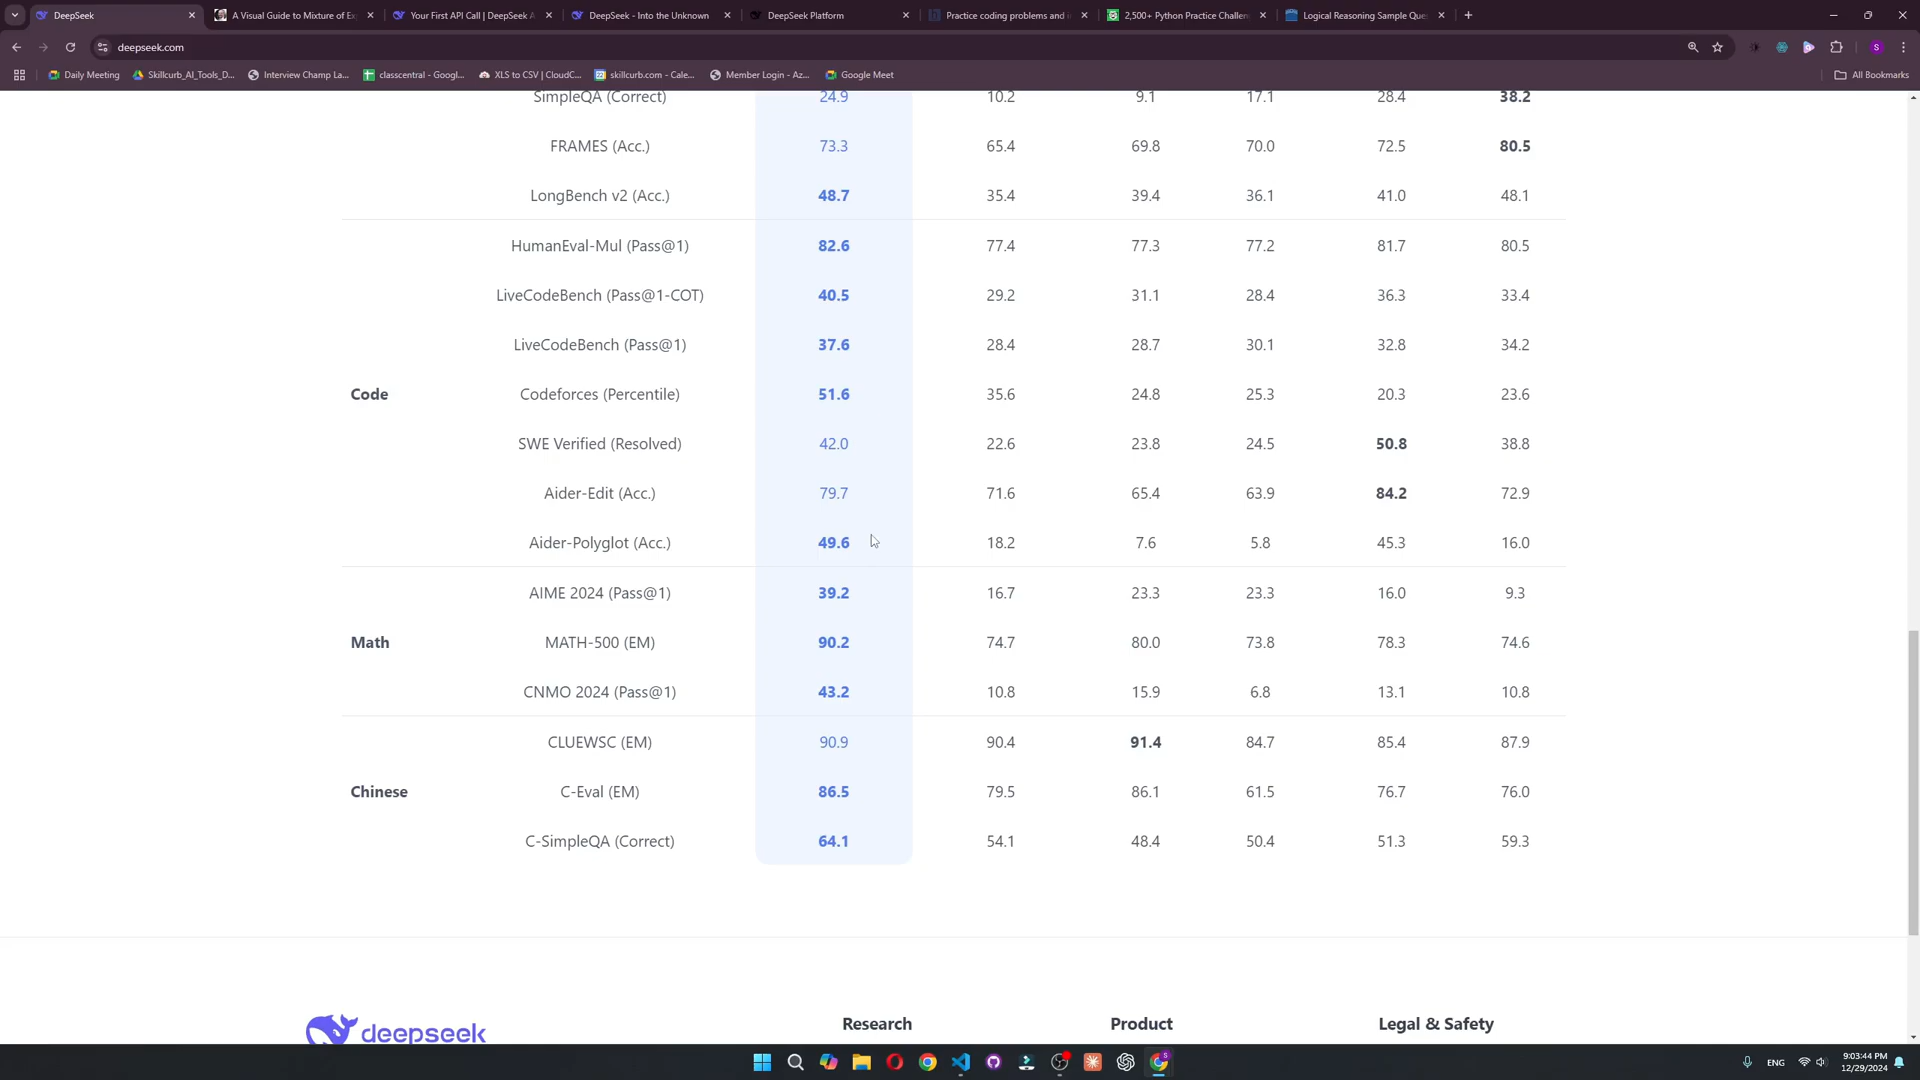 DeepSeek
A Visual Guide to Mixture of Ex
Your First API Call | DeepSeek A
DeepSeek - Into the Unknown
DeepSeek Platform
Practice coding problems and i
2,500+ Python Practice Challen
Logical Reasoning Sample Que
deepseek.com
S
Daily Meeting
Skillcurb_AI_Tools_D...
Interview Champ La...
classcentral - Googl...
XLS to CSV | CloudC...
skillcurb.com - Cale...
Member Login - Az...
Google Meet
All Bookmarks
SimpleQA (Correct) 24.9 10.2 9.1 17.1 28.4 38.2
FRAMES (Acc.) 73.3 65.4 69.8 70.0 72.5 80.5
LongBench v2 (Acc.) 48.7 35.4 39.4 36.1 41.0 48.1
HumanEval-Mul (Pass@1) 82.6 77.4 77.3 77.2 81.7 80.5
LiveCodeBench (Pass@1-COT) 40.5 29.2 31.1 28.4 36.3 33.4
LiveCodeBench (Pass@1) 37.6 28.4 28.7 30.1 32.8 34.2
Code Codeforces (Percentile) 51.6 35.6 24.8 25.3 20.3 23.6
SWE Verified (Resolved) 42.0 22.6 23.8 24.5 50.8 38.8
Aider-Edit (Acc.) 79.7 71.6 65.4 63.9 84.2 72.9
Aider-Polyglot (Acc.) 49.6 18.2 7.6 5.8 45.3 16.0
AIME 2024 (Pass@1) 39.2 16.7 23.3 23.3 16.0 9.3
Math MATH-500 (EM) 90.2 74.7 80.0 73.8 78.3 74.6
CNMO 2024 (Pass@1) 43.2 10.8 15.9 6.8 13.1 10.8
CLUEWSC (EM) 90.9 90.4 91.4 84.7 85.4 87.9
Chinese C-Eval (EM) 86.5 79.5 86.1 61.5 76.7 76.0
C-SimpleQA (Correct) 64.1 54.1 48.4 50.4 51.3 59.3
deepseek
Research
Product
Legal & Safety
ENG
9:03:44 PM
12/29/2024